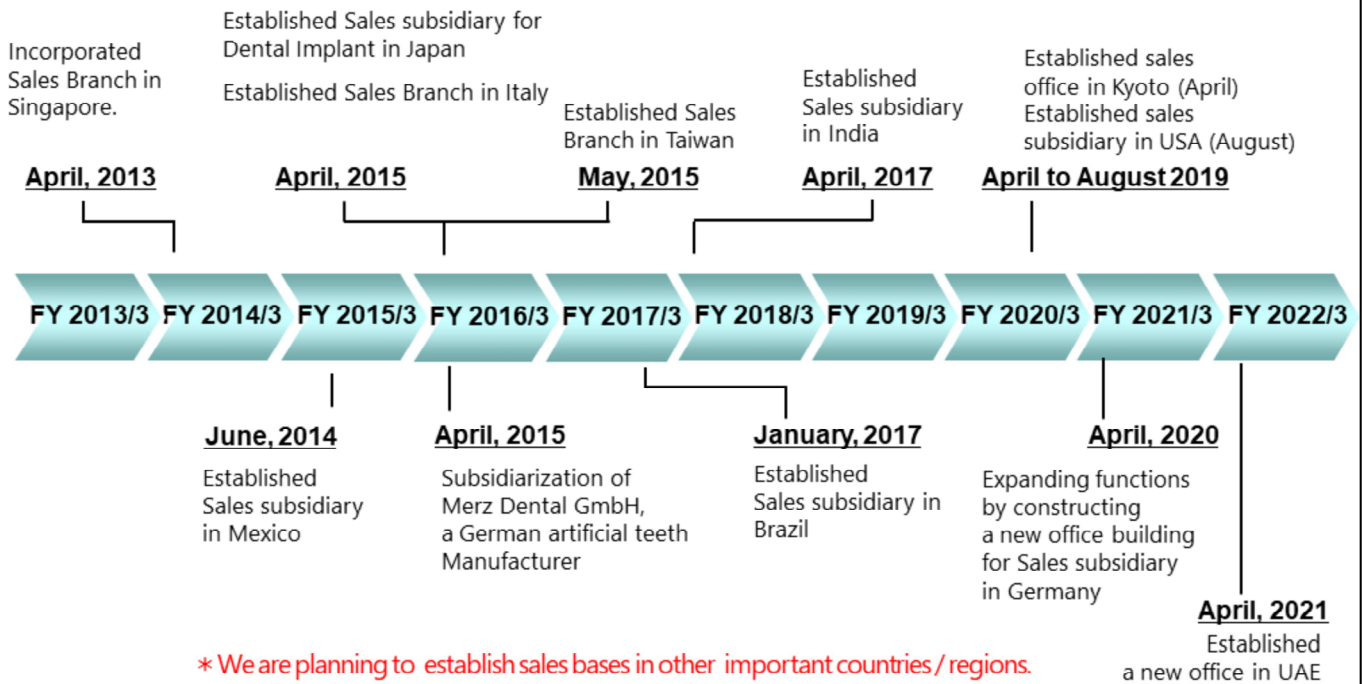 Incorporated
Sales Branch in
Singapore.
April, 2013
Established Sales subsidiary for
Dental Implant in Japan
Established Sales Branch in Italy
April, 2015
Established Sales
Branch in Taiwan
May, 2015
Established
Sales subsidiary
in India
April, 2017
Established sales
office in Kyoto (April)
Established sales
subsidiary in USA (August)
April to August 2019
FY 2013/3
FY 2014/3
FY 2015/3
FY 2016/3
FY 2017/3
FY 2018/3
FY 2019/3
FY 2020/3
FY 2021/3
FY 2022/3
June, 2014
Established
Sales subsidiary
in Mexico
April, 2015
Subsidiarization of
Merz Dental GmbH,
a German artificial teeth
Manufacturer
January, 2017
Established
Sales subsidiary in
Brazil
April, 2020
Expanding functions
by constructing
a new office building
for Sales subsidiary
in Germany
April, 2021
Established
a new office in UAE
* We are planning to establish sales bases in other important countries / regions.